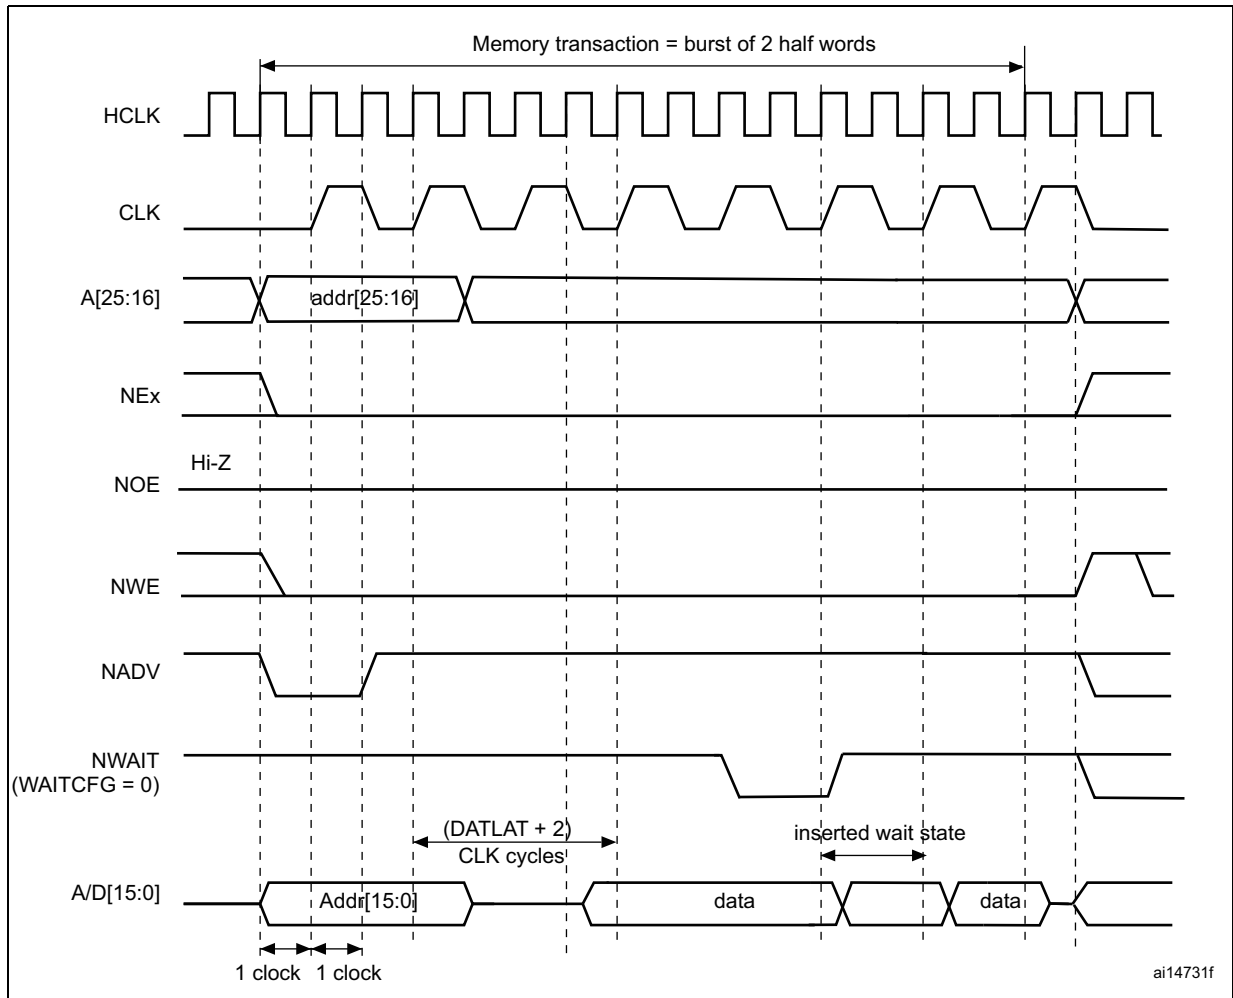 Memory transaction = burst of 2 half words
HCLK
CLK
A[25:16]
addr[25:16]
NEx
Hi-Z
NOE
NWE
NADV
NWAIT
(WAITCFG = 0)
(DATLAT + 2)
CLK cycles
inserted wait state
A/D[15:0]
Addr[15:0]
data
data
1 clock
1 clock
ai14731f